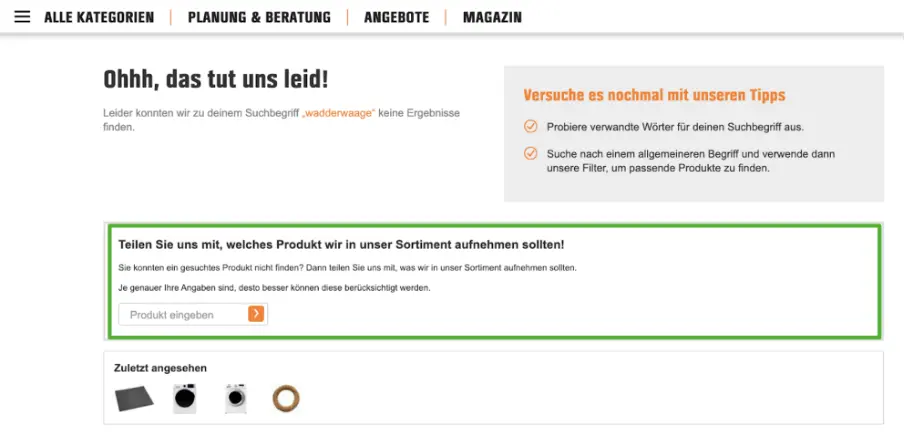 ALLE KATEGORIEN | PLANUNG & BERATUNG | ANGEBOTE | MAGAZIN
Ohhh, das tut uns leid!
Leider konnten wir zu deinem Suchbegriff „wadderwaage“ keine Ergebnisse
finden.
Versuche es nochmal mit unseren Tipps
Probiere verwandte Wörter für deinen Suchbegriff aus.
Suche nach einem allgemeineren Begriff und verwende dann
unsere Filter, um passende Produkte zu finden.
Teilen Sie uns mit, welches Produkt wir in unser Sortiment aufnehmen sollten!
Sie konnten ein gesuchtes Produkt nicht finden? Dann teilen Sie uns mit, was wir in unser Sortiment aufnehmen sollten.
Je genauer Ihre Angaben sind, desto besser können diese berücksichtigt werden.
Produkt eingeben
Zuletzt angesehen